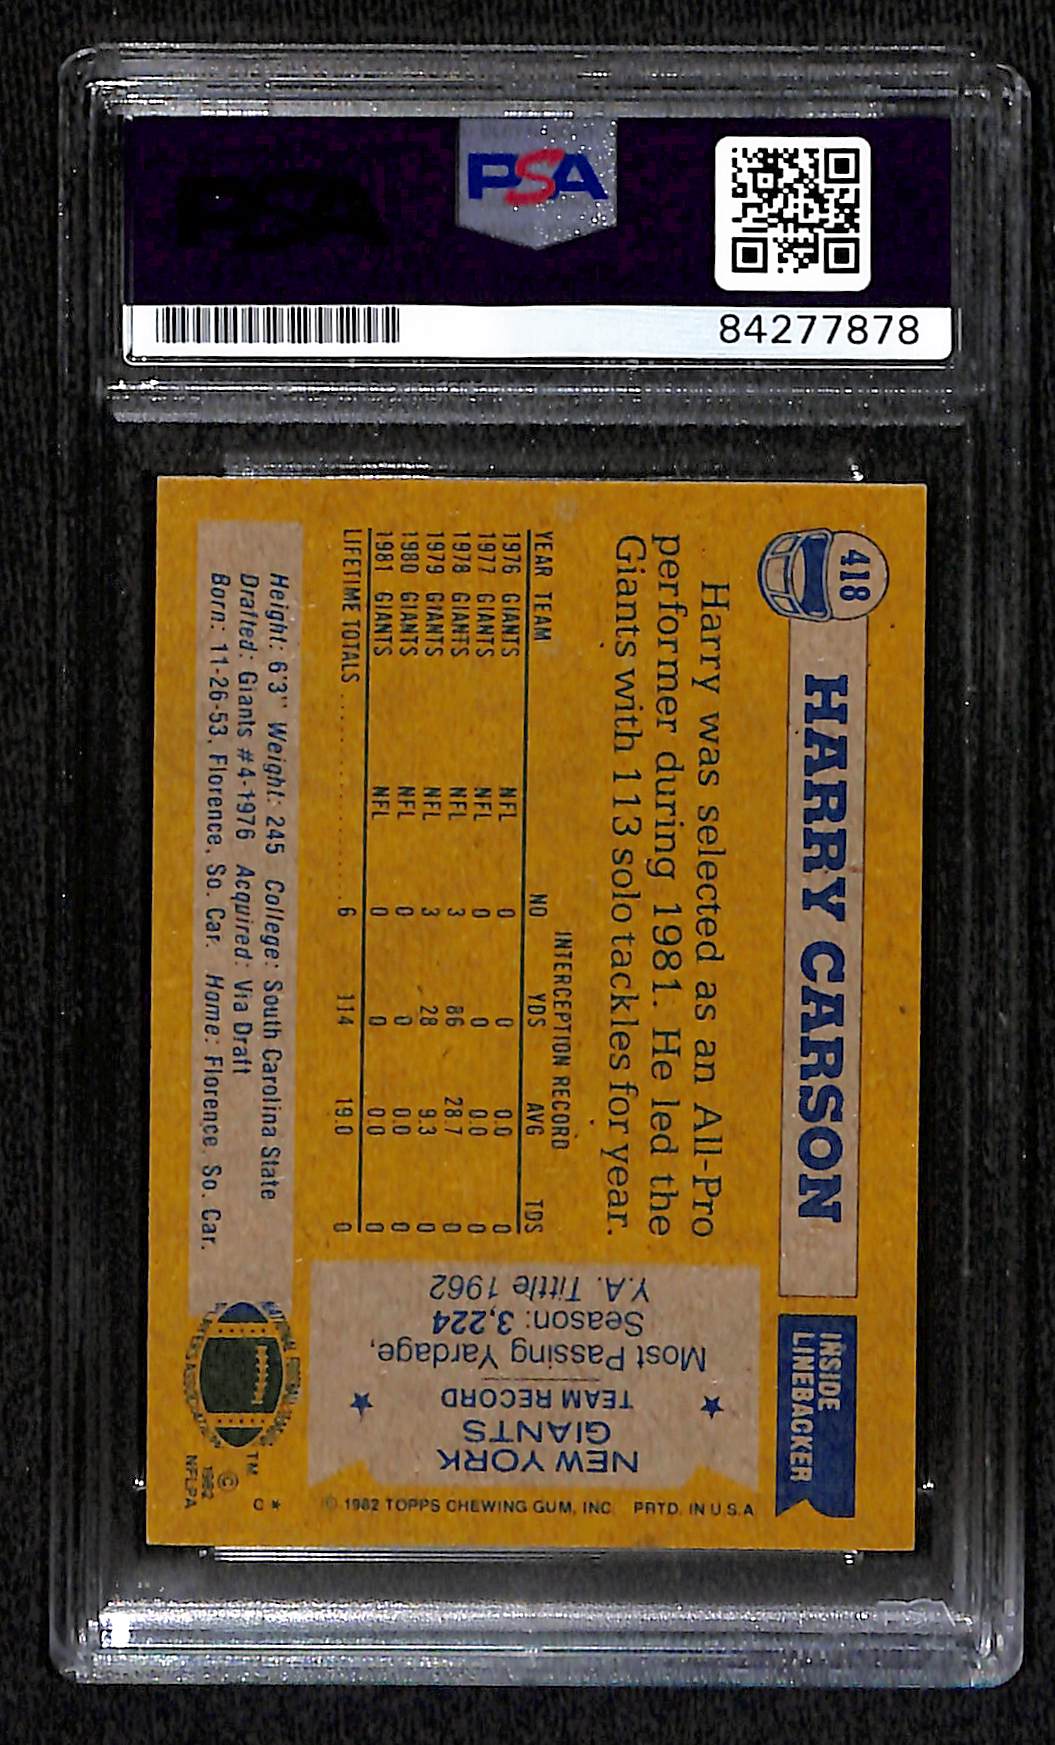 PSA
PSA
84277878
418
HARRY CARSON
INSIDE
LINEBACKER
Harry was selected as an All-Pro
performer during 1981. He led the
Giants with 113 solo tackles for year.
INTERCEPTION RECORD
YEAR TEAM NO YDS AVG TDS
1976 GIANTS NFL 0 0 0.0 0
1977 GIANTS NFL 0 0 0.0 0
1978 GIANTS NFL 3 86 28.7 0
1979 GIANTS NFL 3 28 9.3 0
1980 GIANTS NFL 0 0 0.0 0
1981 GIANTS NFL 0 0 0.0 0
LIFETIME TOTALS 6 114 19.0 0
Height: 6'3" Weight: 245 College: South Carolina State
Drafted: Giants #4-1976 Acquired: Via Draft
Born: 11-26-53, Florence, So. Car. Home: Florence, So. Car.
NEW YORK
GIANTS
★ TEAM RECORD ★
Most Passing Yardage,
Season: 3,224
Y.A. Tittle 1962
NATIONAL FOOTBALL LEAGUE
PLAYERS ASSOCIATION
TM
© 1982
NFLPA
C*
© 1982 TOPPS CHEWING GUM, INC. PRTD. IN U.S.A